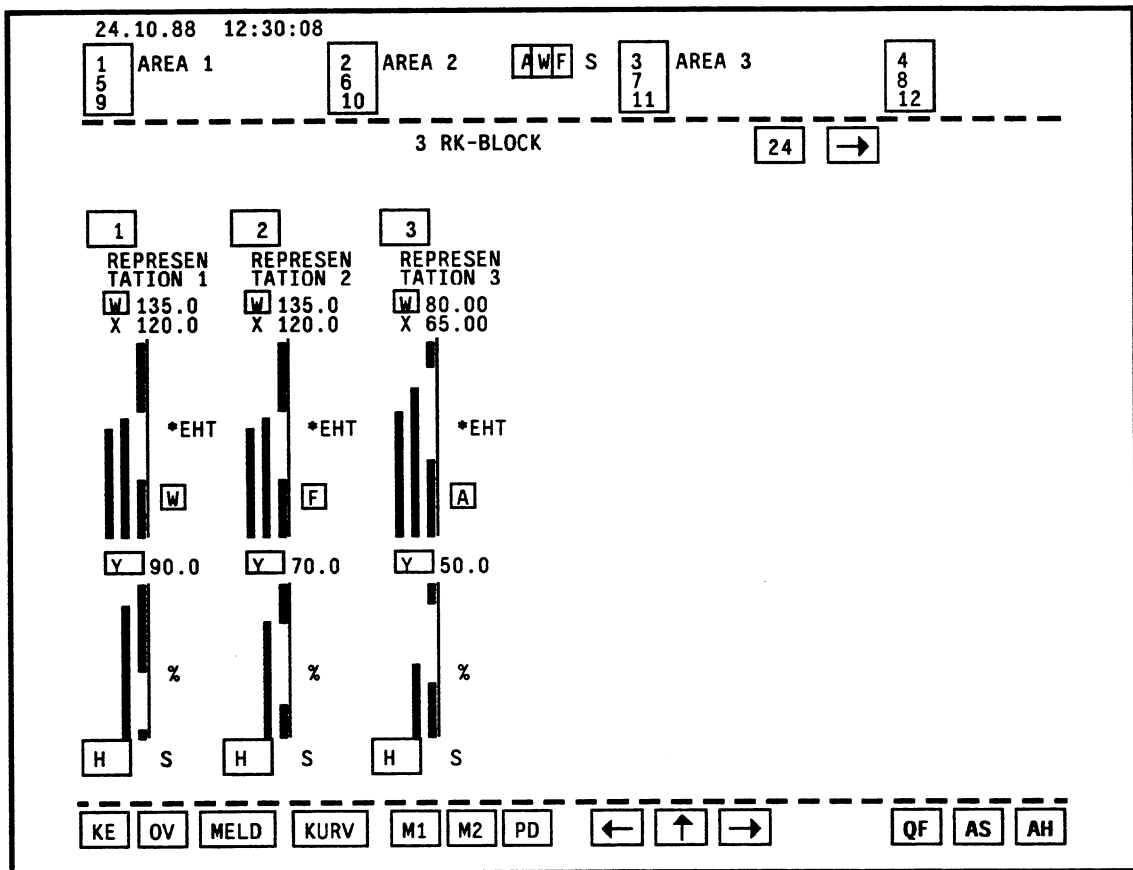 24.10.88 12:30:08
1 AREA 1 2 AREA 2 A W F S 3 AREA 3 4
5 6 7 8
9 10 11 12
3 RK-BLOCK 24 →
1 2 3
REPRESEN REPRESEN REPRESEN
TATION 1 TATION 2 TATION 3
W 135.0 W 135.0 W 80.00
X 120.0 X 120.0 X 65.00
*EHT *EHT *EHT
W F A
Y 90.0 Y 70.0 Y 50.0
% % %
H S H S H S
KE OV MELD KURV M1 M2 PD ← ↑ → QF AS AH